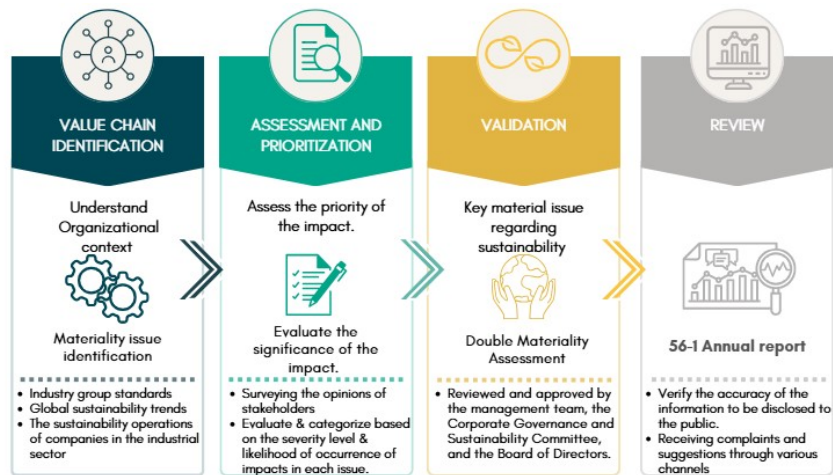 VALUE CHAIN
IDENTIFICATION
Understand
Organizational
context
Materiality issue
identification
• Industry group standards
• Global sustainability trends
• The sustainability operations
of companies in the industrial
sector
ASSESSMENT AND
PRIORITIZATION
Assess the priority of
the impact.
Evaluate the
significance of the
impact.
• Surveying the opinions of
stakeholders
• Evaluate & categorize based
on the severity level &
likelihood of occurrence of
impacts in each issue.
VALIDATION
Key material issue
regarding
sustainability
Double Materiality
Assessment
• Reviewed and approved by
the management team, the
Corporate Governance and
Sustainability Committee,
and the Board of Directors.
REVIEW
56-1 Annual report
• Verify the accuracy of the
information to be disclosed to
the public.
• Receiving complaints and
suggestions through various
channels